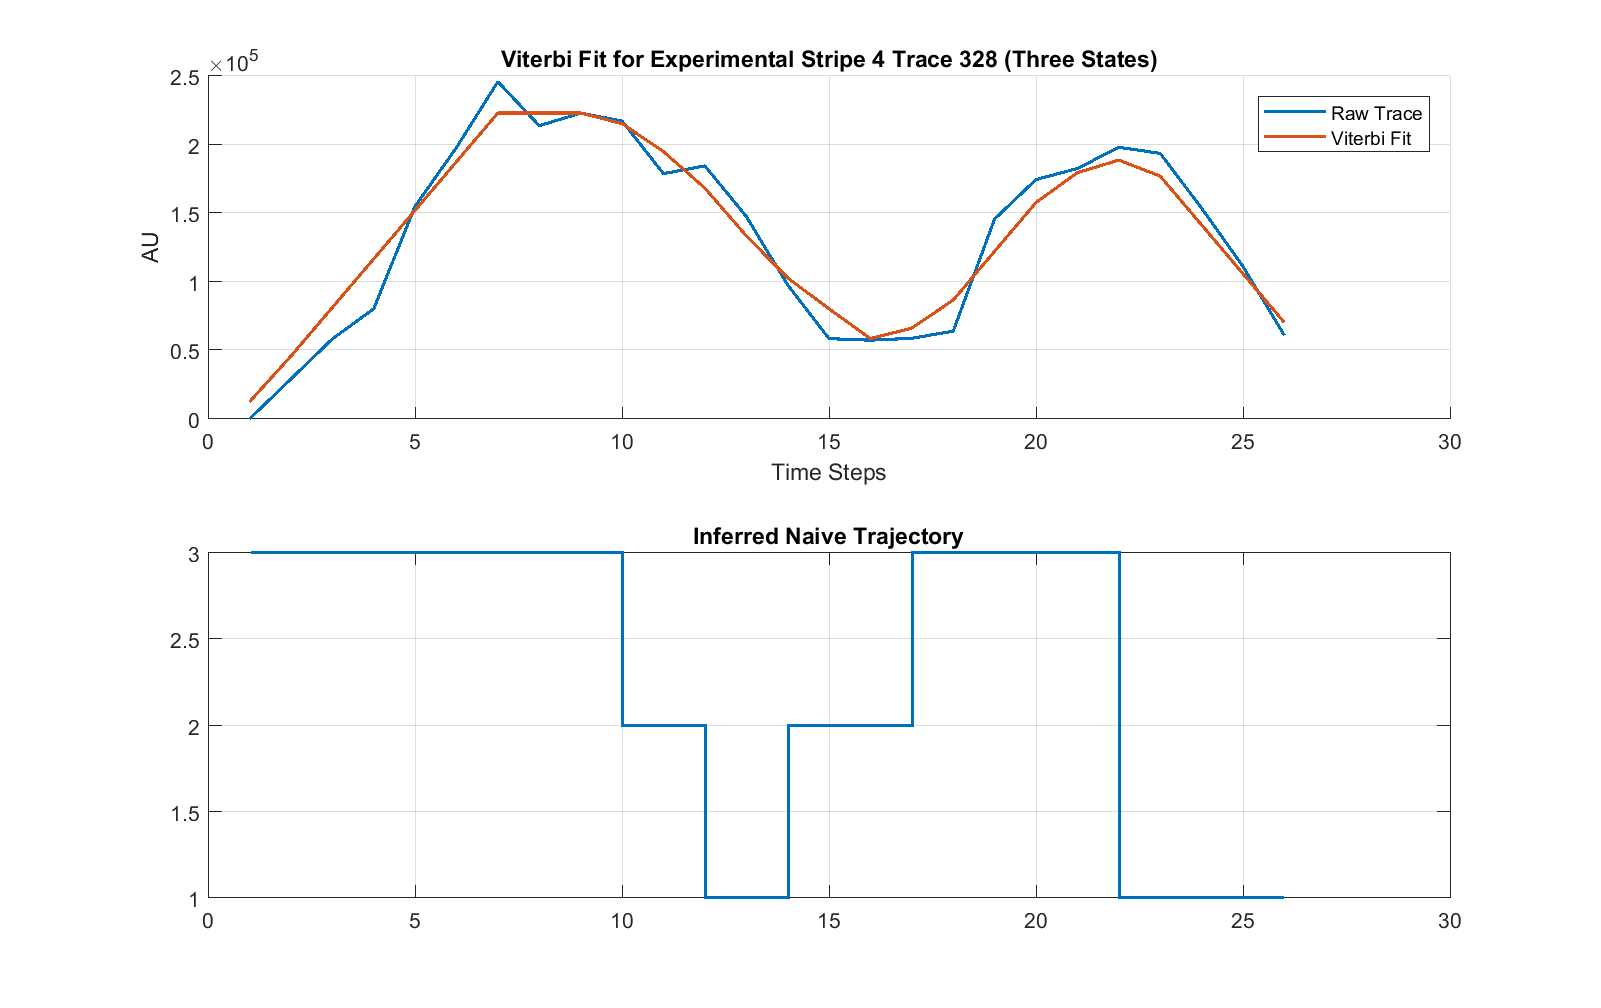 Viterbi Fit for Experimental Stripe 4 Trace 328 (Three States)
×10^5
2.5
2
1.5
1
0.5
0
AU
Raw Trace
Viterbi Fit
0 5 10 15 20 25 30
Time Steps
Inferred Naive Trajectory
3
2.5
2
1.5
1
0 5 10 15 20 25 30